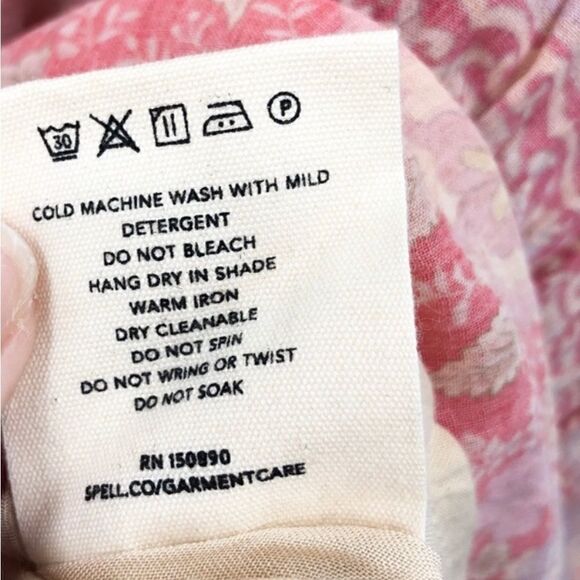 30 P
COLD MACHINE WASH WITH MILD
DETERGENT
DO NOT BLEACH
HANG DRY IN SHADE
WARM IRON
DRY CLEANABLE
DO NOT SPIN
DO NOT WRING OR TWIST
DO NOT SOAK
RN 150890
SPELL.CO/GARMENTCARE